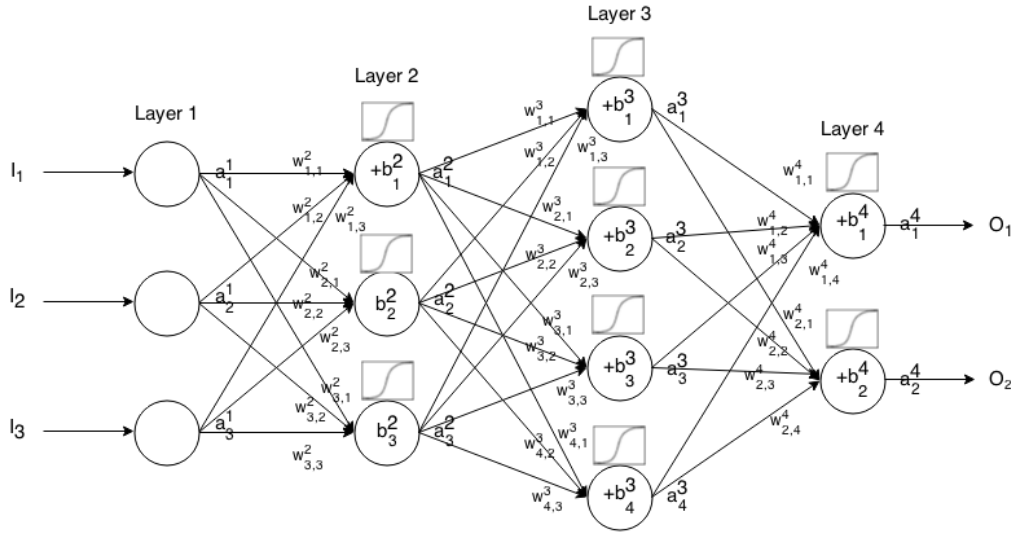 Layer 3
Layer 2
Layer 1
Layer 4
I₁
I₂
I₃
a¹₁
a¹₂
a¹₃
w²₁,₁
w²₁,₂
w²₁,₃
w²₂,₁
w²₂,₂
w²₂,₃
w²₃,₁
w²₃,₂
w²₃,₃
+b²₁
b²₂
b²₃
a²₁
a²₂
a²₃
w³₁,₁
w³₁,₂
w³₁,₃
w³₂,₁
w³₂,₂
w³₂,₃
w³₃,₁
w³₃,₂
w³₃,₃
w³₄,₁
w³₄,₂
w³₄,₃
+b³₁
+b³₂
+b³₃
+b³₄
a³₁
a³₂
a³₃
a³₄
w⁴₁,₁
w⁴₁,₂
w⁴₁,₃
w⁴₁,₄
w⁴₂,₁
w⁴₂,₂
w⁴₂,₃
w⁴₂,₄
+b⁴₁
+b⁴₂
a⁴₁
a⁴₂
O₁
O₂